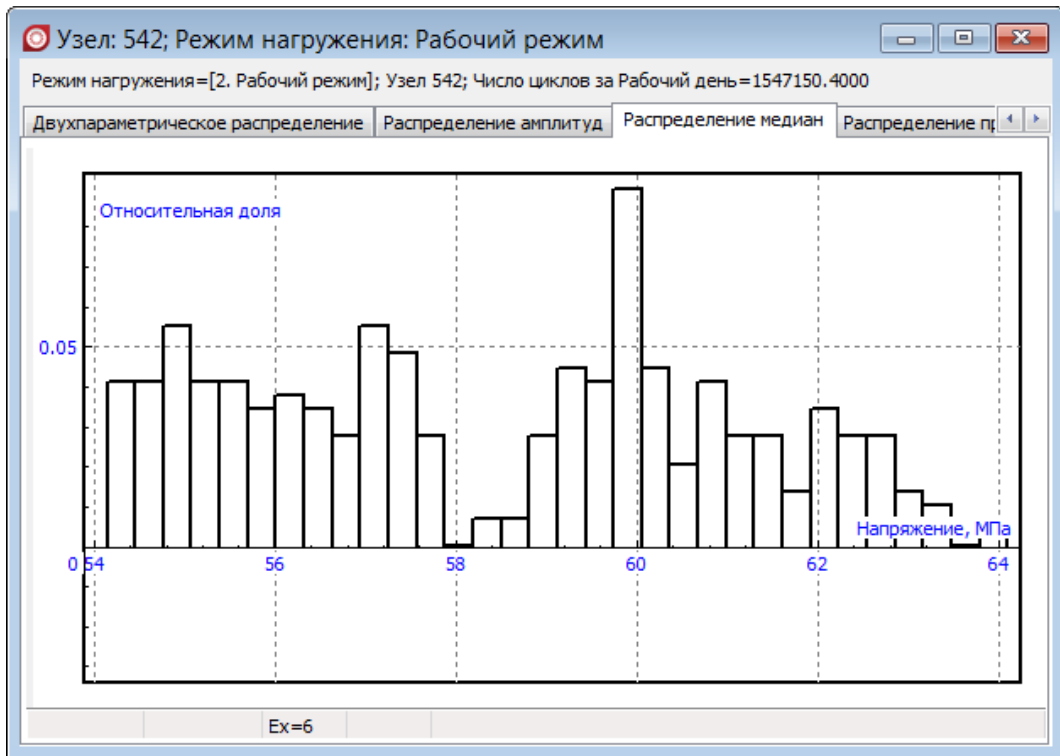 Узел: 542; Режим нагружения: Рабочий режим
Режим нагружения=[2. Рабочий режим]; Узел 542; Число циклов за Рабочий день=1547150.4000
Двухпараметрическое распределение Распределение амплитуд Распределение медиан Распределение
Относительная доля
0.05
Напряжение, МПа
0 54 56 58 60 62 64
Ex=6